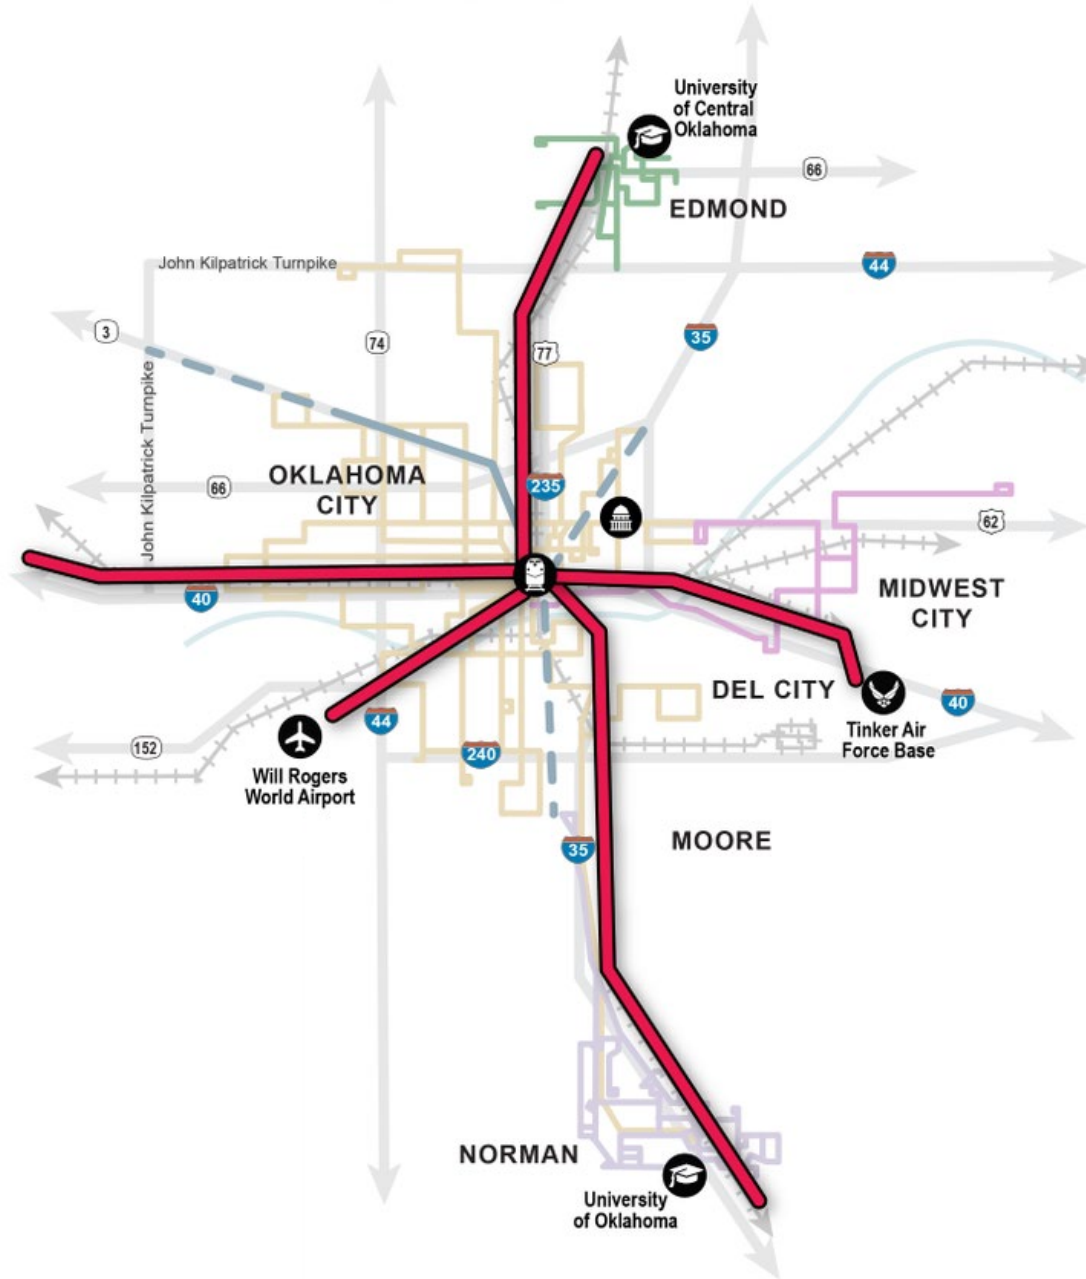 University
of Central
Oklahoma
66
EDMOND
John Kilpatrick Turnpike
44
3
74
77
35
John Kilpatrick Turnpike
OKLAHOMA
CITY
66
235
62
40
MIDWEST
CITY
DEL CITY
40
Tinker Air
Force Base
44
152
240
Will Rogers
World Airport
35
MOORE
NORMAN
University
of Oklahoma